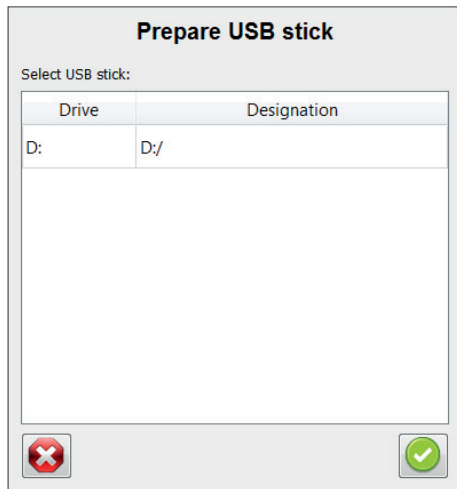 Prepare USB stick
Select USB stick:
Drive Designation
D: D:/